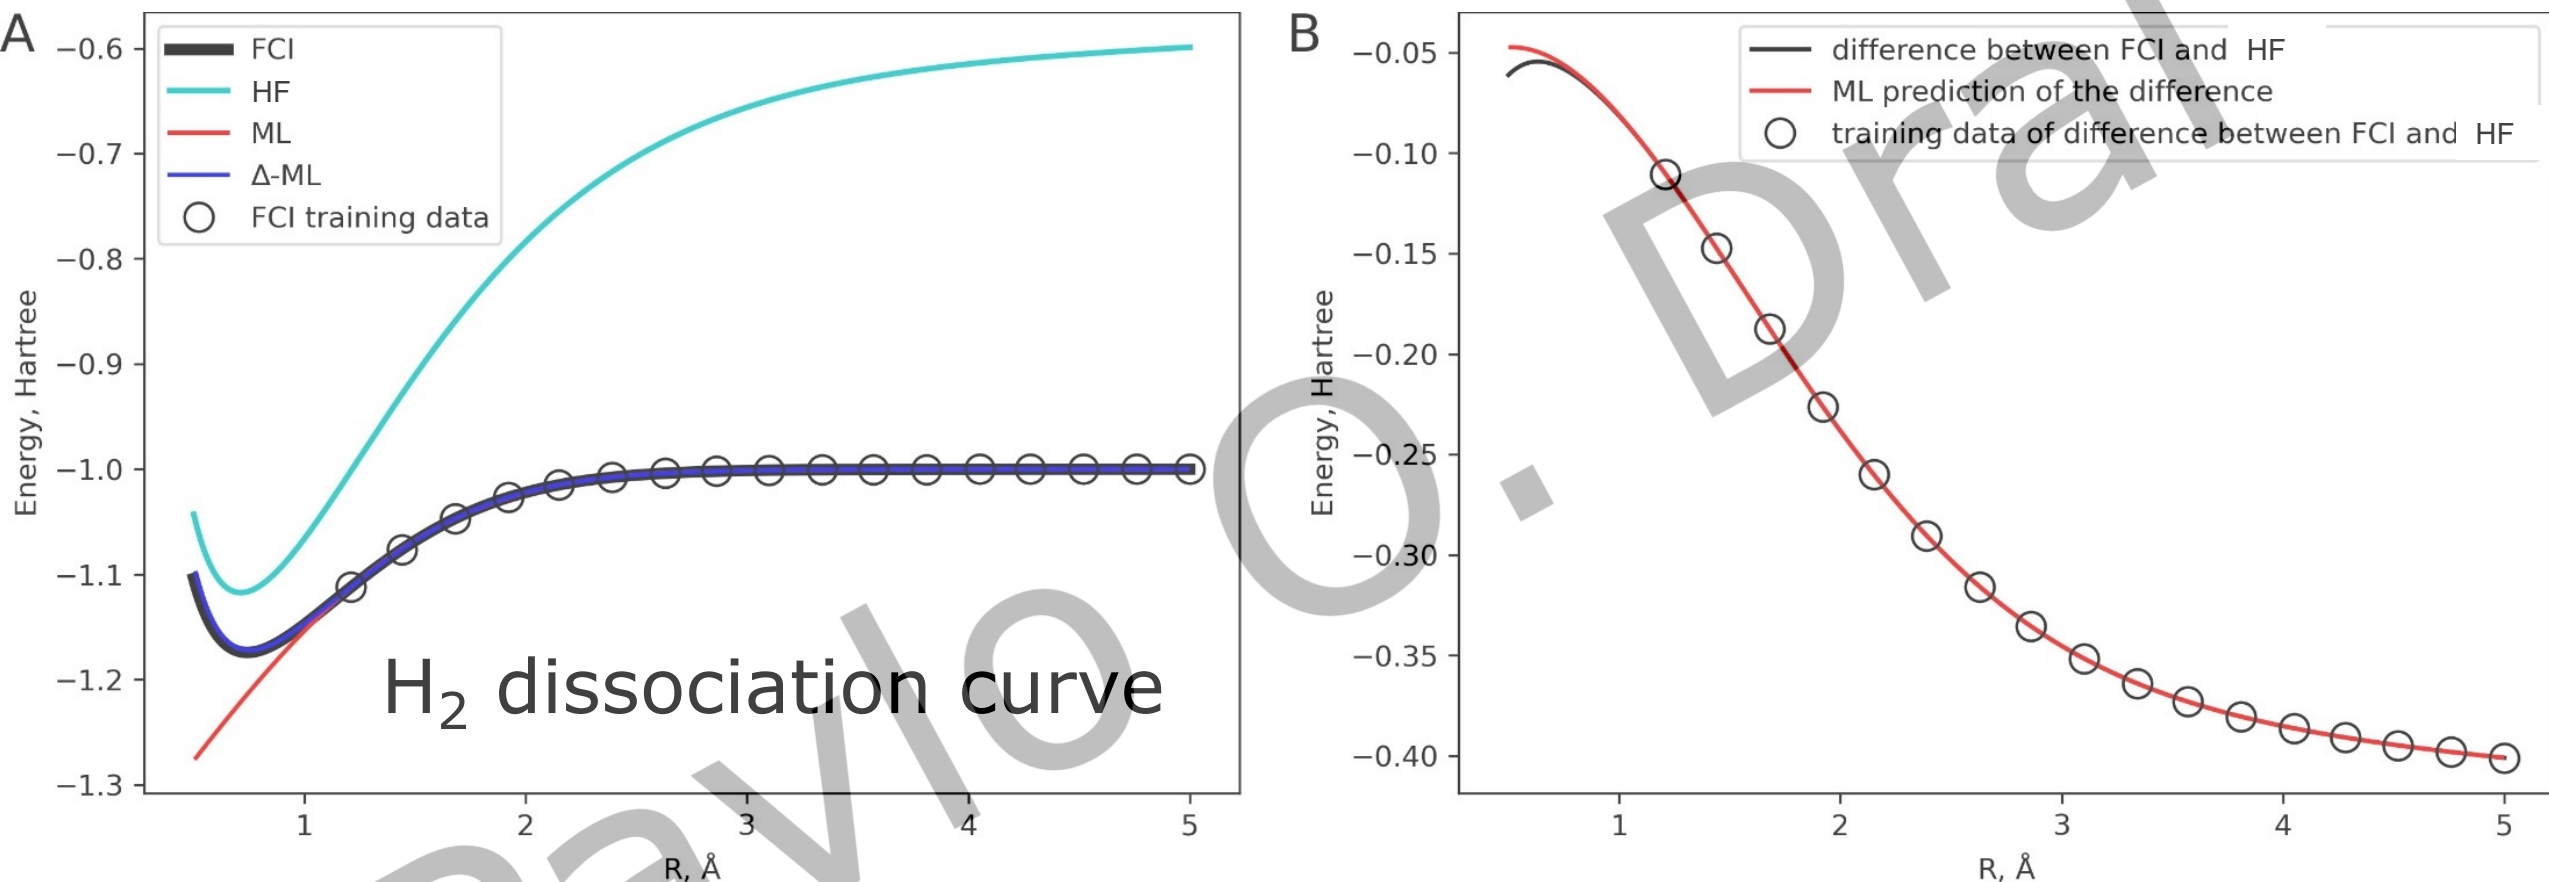 A
FCI
HF
ML
Δ-ML
FCI training data
−0.6
−0.7
−0.8
−0.9
−1.0
−1.1
−1.2
−1.3
Energy, Hartree
H₂ dissociation curve
1 2 3 4 5
R, Å
B
difference between FCI and HF
ML prediction of the difference
training data of difference between FCI and HF
−0.05
−0.10
−0.15
−0.20
−0.25
−0.30
−0.35
−0.40
Energy, Hartree
1 2 3 4 5
R, Å
Pavlo O. Dral